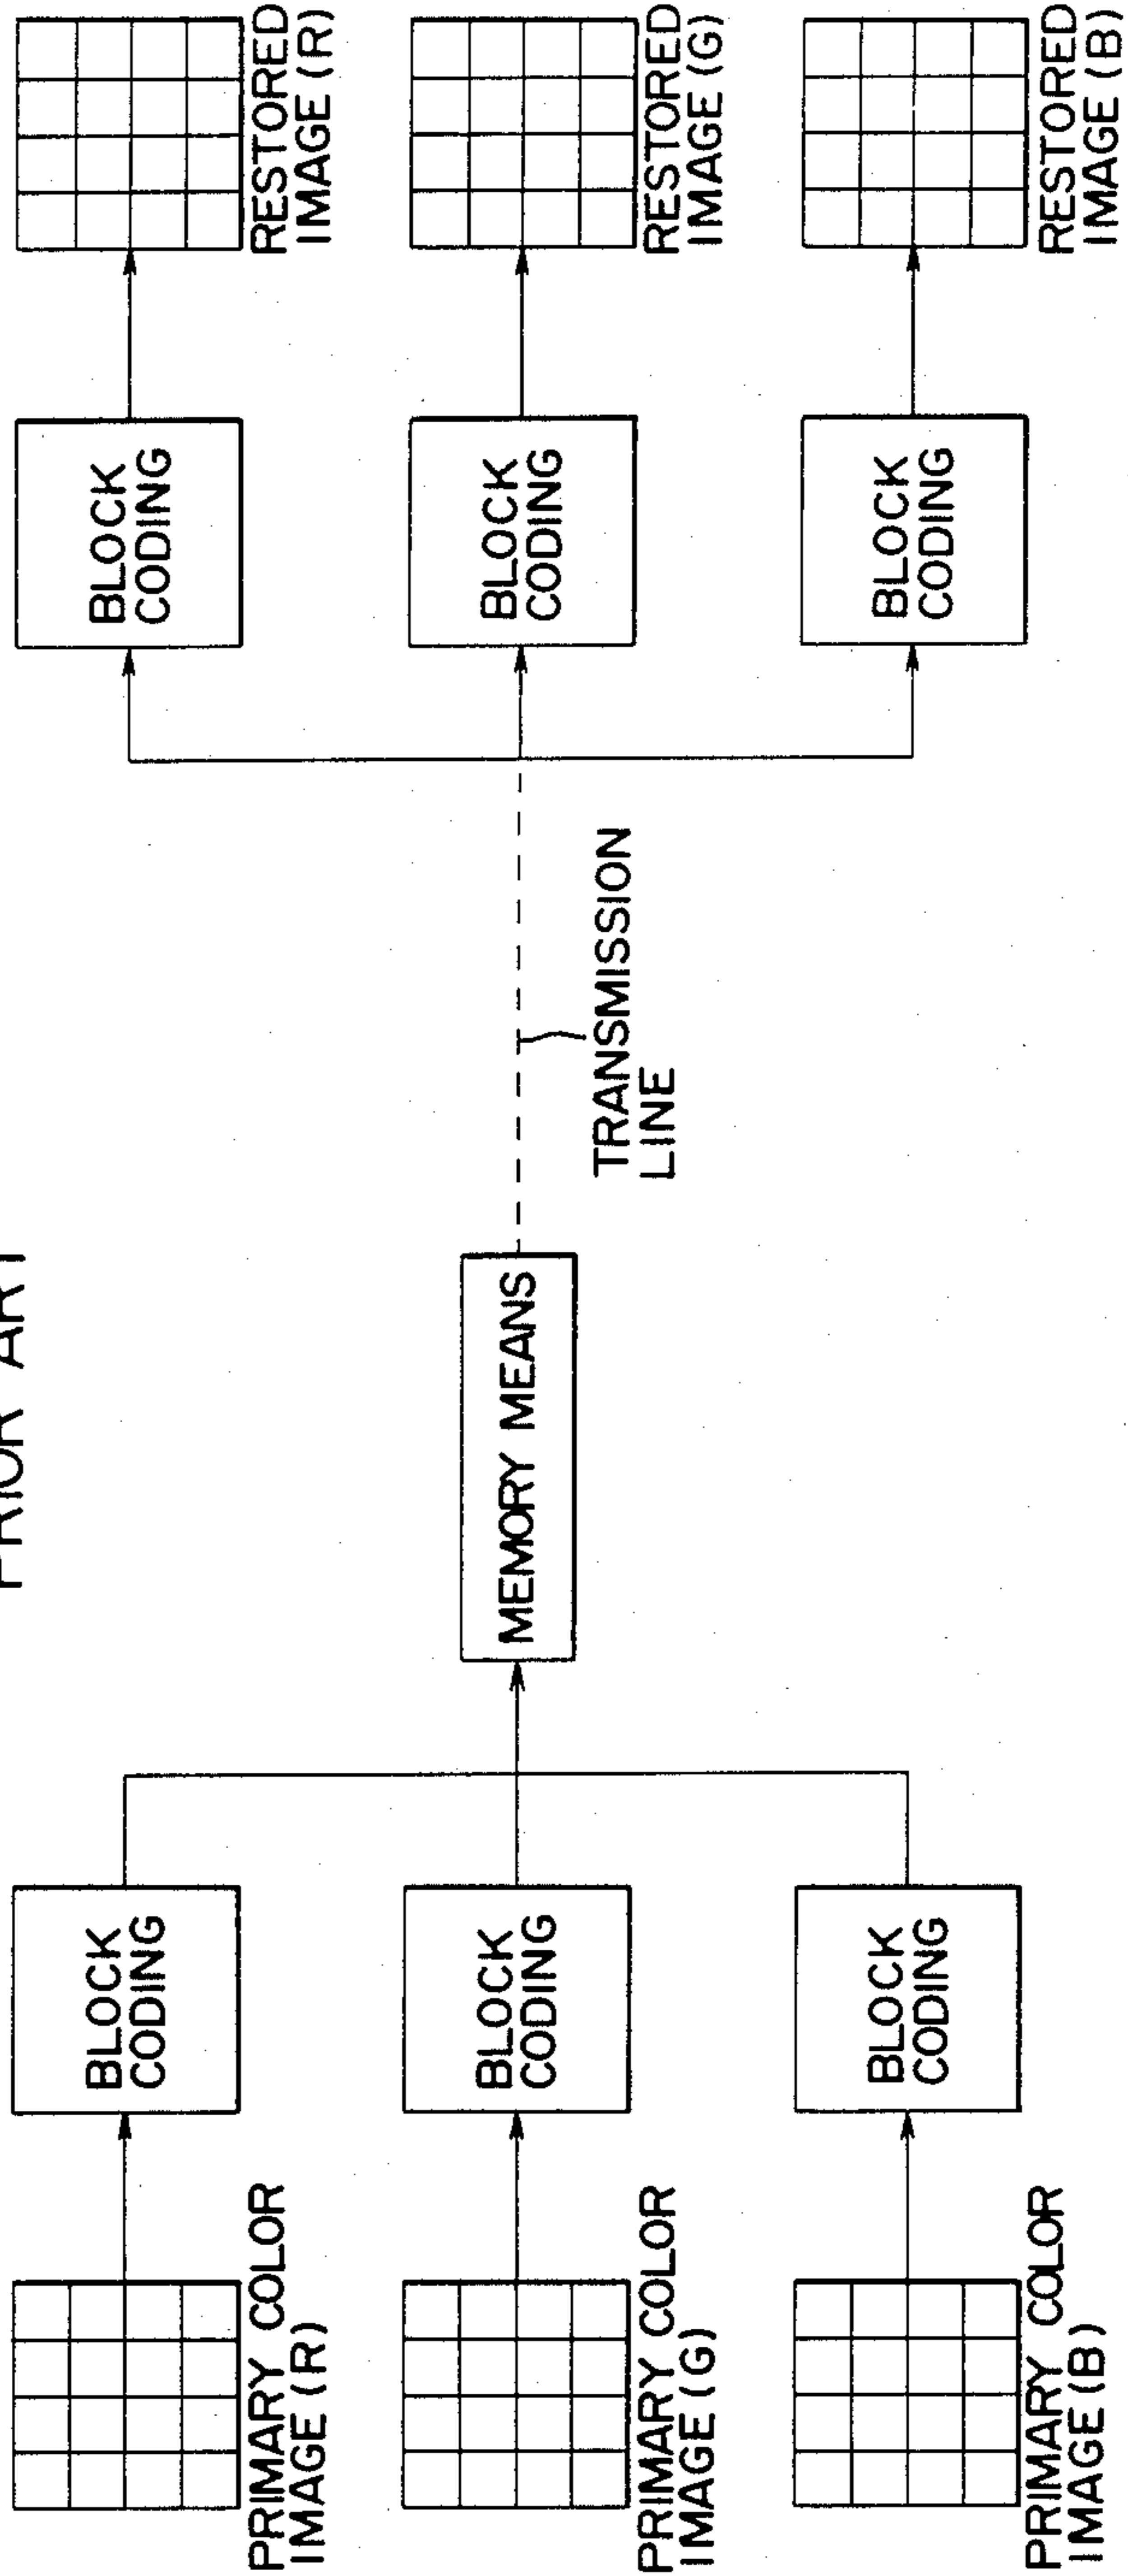 PRIOR ART
PRIMARY COLOR
IMAGE (R)
BLOCK
CODING
PRIMARY COLOR
IMAGE (G)
BLOCK
CODING
PRIMARY COLOR
IMAGE (B)
BLOCK
CODING
MEMORY MEANS
TRANSMISSION
LINE
BLOCK
CODING
RESTORED
IMAGE (R)
BLOCK
CODING
RESTORED
IMAGE (G)
BLOCK
CODING
RESTORED
IMAGE (B)